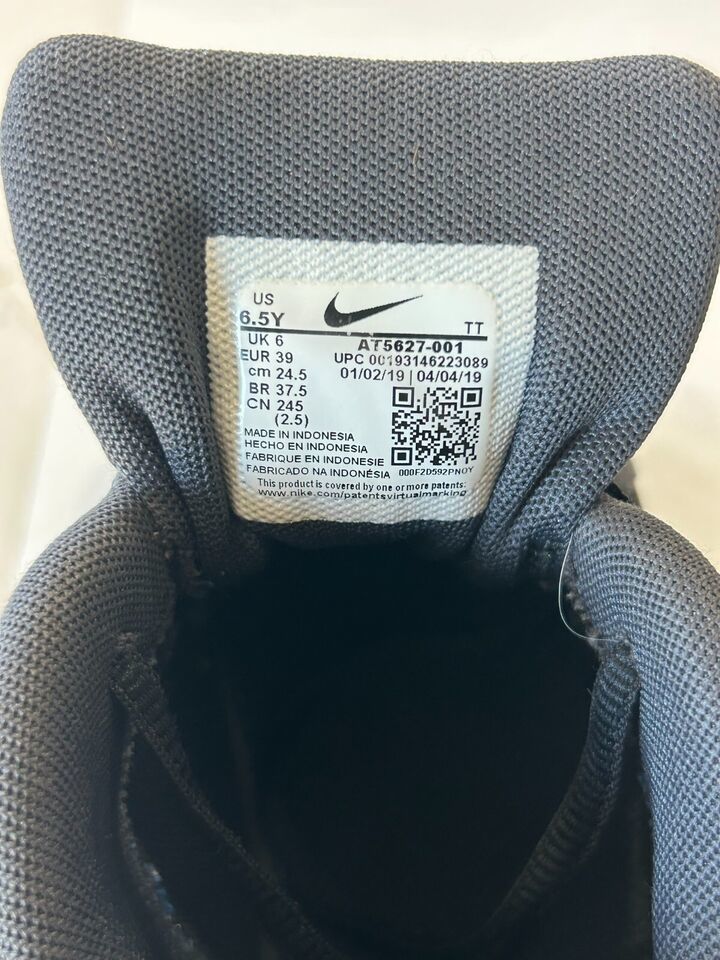 US
6.5Y
TT
UK 6
EUR 39
cm 24.5
BR 37.5
CN 245
(2.5)
AT5627-001
UPC 00193146223089
01/02/19 | 04/04/19
MADE IN INDONESIA
HECHO EN INDONESIA
FABRIQUE EN INDONESIE
FABRICADO NA INDONÉSIA
000F2D592PNOY
This product is covered by one or more patents:
www.nike.com/patentsvirtualmarking